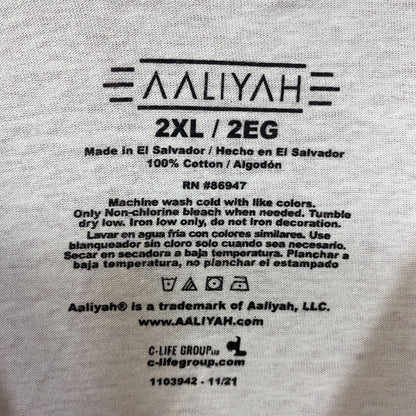 AALIYAH
2XL / 2EG
Made in El Salvador / Hecho en El Salvador
100% Cotton / Algodón
RN #86947
Machine wash cold with like colors.
Only Non-chlorine bleach when needed. Tumble
dry low. Iron low only, do not iron decoration.
Lavar en agua fría con colores similares. Use
blanqueador sin cloro solo cuando sea necesario.
Secar en secadora a baja temperatura. Planchar a
baja temperatura, no planchar el estampado
Aaliyah® is a trademark of Aaliyah, LLC.
www.AALIYAH.com
C-LIFE GROUP LTD
c-lifegroup.com
1103942 - 11/21